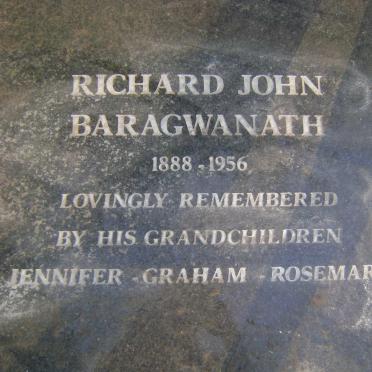 RICHARD JOHN
BARAGWANATH
1888 - 1956
LOVINGLY REMEMBERED
BY HIS GRANDCHILDREN
JENNIFER - GRAHAM - ROSEMAR